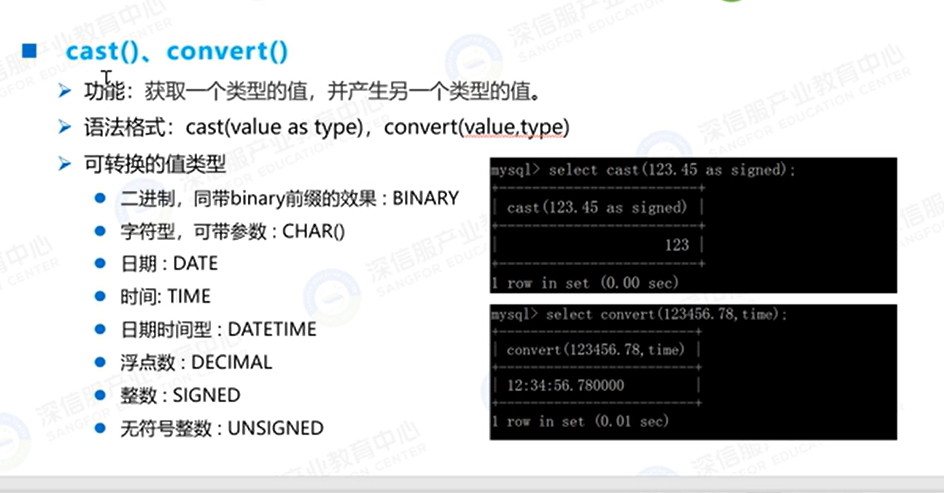 cast()、convert()
功能：获取一个类型的值，并产生另一个类型的值。
语法格式：cast(value as type)，convert(value,type)
可转换的值类型
二进制，同带binary前缀的效果 : BINARY
字符型，可带参数 : CHAR()
日期 : DATE
时间: TIME
日期时间型 : DATETIME
浮点数 : DECIMAL
整数 : SIGNED
无符号整数 : UNSIGNED
mysql> select cast(123.45 as signed);
cast(123.45 as signed)
123
1 row in set (0.00 sec)
mysql> select convert(123456.78,time);
convert(123456.78,time)
12:34:56.780000
1 row in set (0.01 sec)
深信服产业教育中心
SANGFOR EDUCATION CENTER